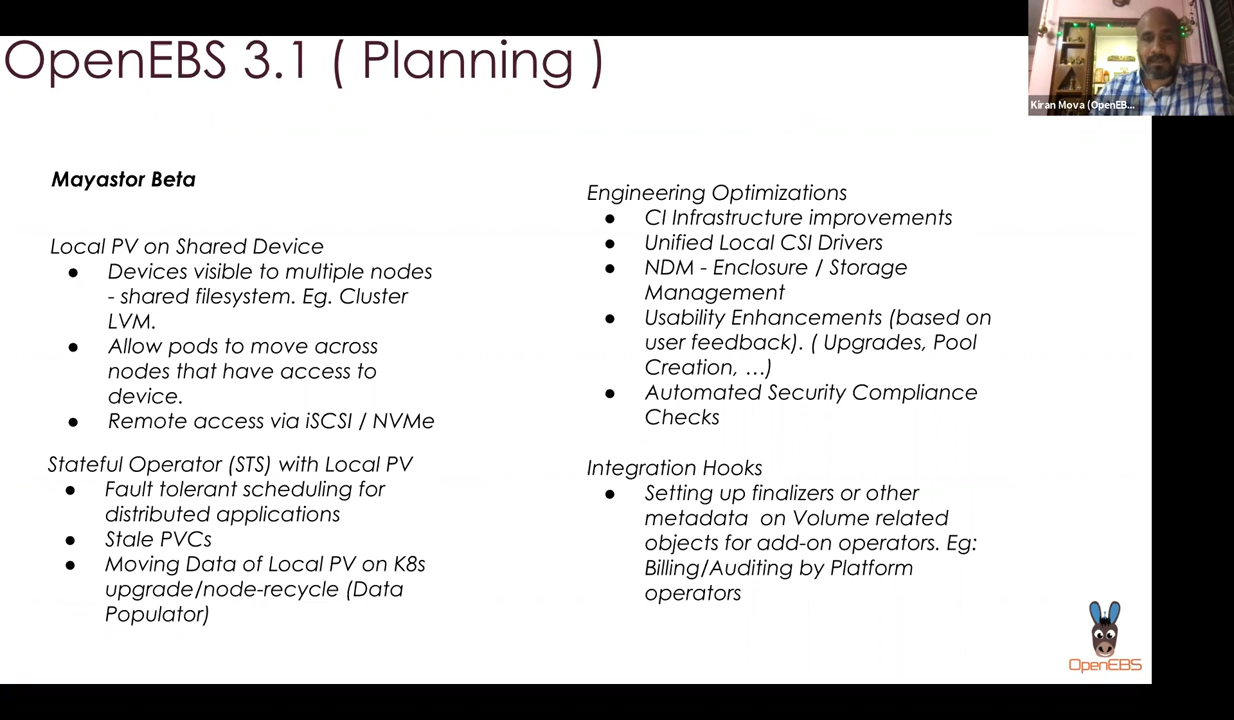 OpenEBS 3.1 ( Planning )
Kiran Mova (OpenEB...
Mayastor Beta
Local PV on Shared Device
● Devices visible to multiple nodes
- shared filesystem. Eg. Cluster
LVM.
● Allow pods to move across
nodes that have access to
device.
● Remote access via iSCSI / NVMe
Stateful Operator (STS) with Local PV
● Fault tolerant scheduling for
distributed applications
● Stale PVCs
● Moving Data of Local PV on K8s
upgrade/node-recycle (Data
Populator)
Engineering Optimizations
● CI Infrastructure improvements
● Unified Local CSI Drivers
● NDM - Enclosure / Storage
Management
● Usability Enhancements (based on
user feedback). ( Upgrades, Pool
Creation, ...)
● Automated Security Compliance
Checks
Integration Hooks
● Setting up finalizers or other
metadata on Volume related
objects for add-on operators. Eg:
Billing/Auditing by Platform
operators
OpenEBS